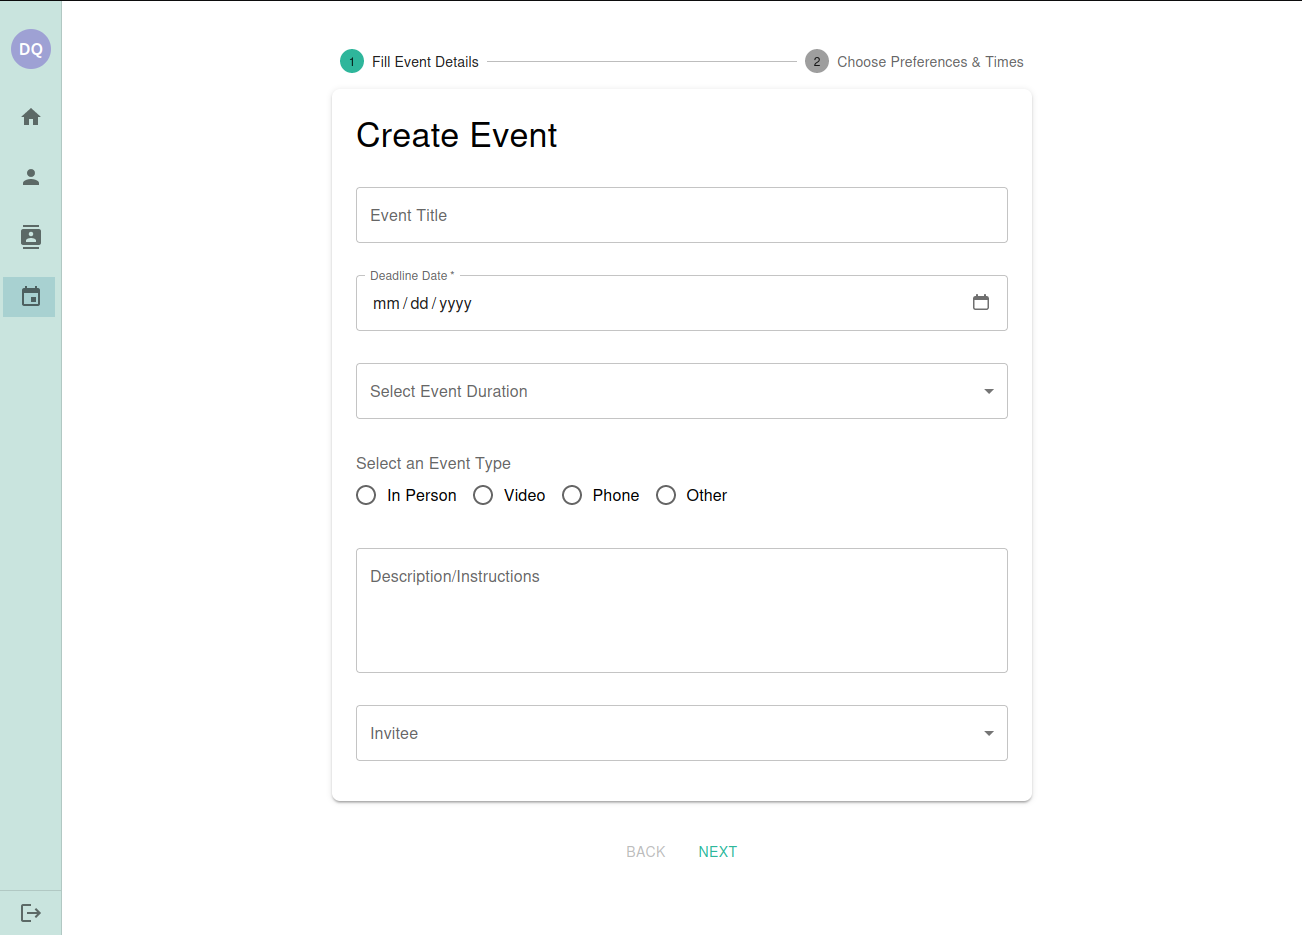 DQ
1 Fill Event Details 2 Choose Preferences & Times
Create Event
Event Title
Deadline Date *
mm/dd/yyyy
Select Event Duration
Select an Event Type
In Person Video Phone Other
Description/Instructions
Invitee
BACK NEXT